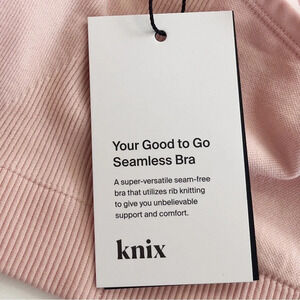 Your Good to Go
Seamless Bra
A super-versatile seam-free
bra that utilizes rib knitting
to give you unbelievable
support and comfort.
knix